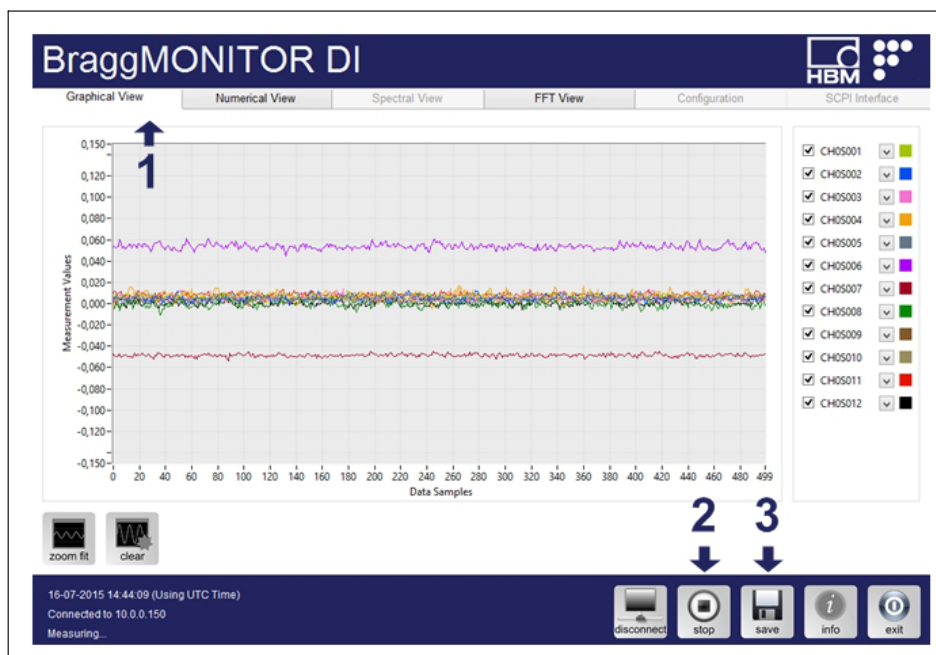 BraggMONITOR DI
HBM
Graphical View Numerical View Spectral View FFT View Configuration SCPI Interface
1
0,150
0,120
0,100
0,080
0,060
0,040
0,020
0,000
-0,020
-0,040
-0,060
-0,080
-0,100
-0,120
-0,150
Measurement Values
0 20 40 60 80 100 120 140 160 180 200 220 240 260 280 300 320 340 360 380 400 420 440 460 480 499
Data Samples
CH0S001
CH0S002
CH0S003
CH0S004
CH0S005
CH0S006
CH0S007
CH0S008
CH0S009
CH0S010
CH0S011
CH0S012
2 3
zoom fit clear
16-07-2015 14:44:09 (Using UTC Time)
Connected to 10.0.0.150
Measuring...
disconnect stop save info exit